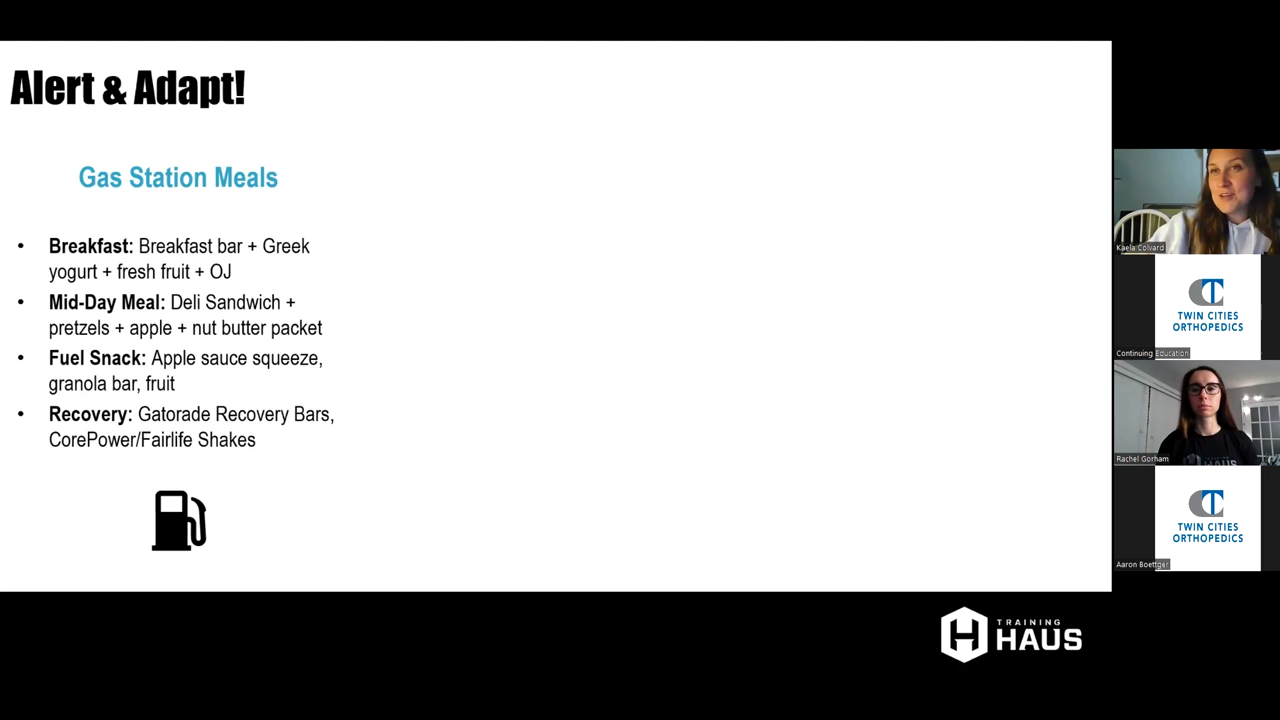 Alert & Adapt!
Gas Station Meals
• Breakfast: Breakfast bar + Greek
yogurt + fresh fruit + OJ
• Mid-Day Meal: Deli Sandwich +
pretzels + apple + nut butter packet
• Fuel Snack: Apple sauce squeeze,
granola bar, fruit
• Recovery: Gatorade Recovery Bars,
CorePower/Fairlife Shakes
Kaela Colvard
TWIN CITIES
ORTHOPEDICS
Continuing Education
HAUS
Rachel Gorham
TWIN CITIES
ORTHOPEDICS
Aaron Boettger
TRAINING
HAUS